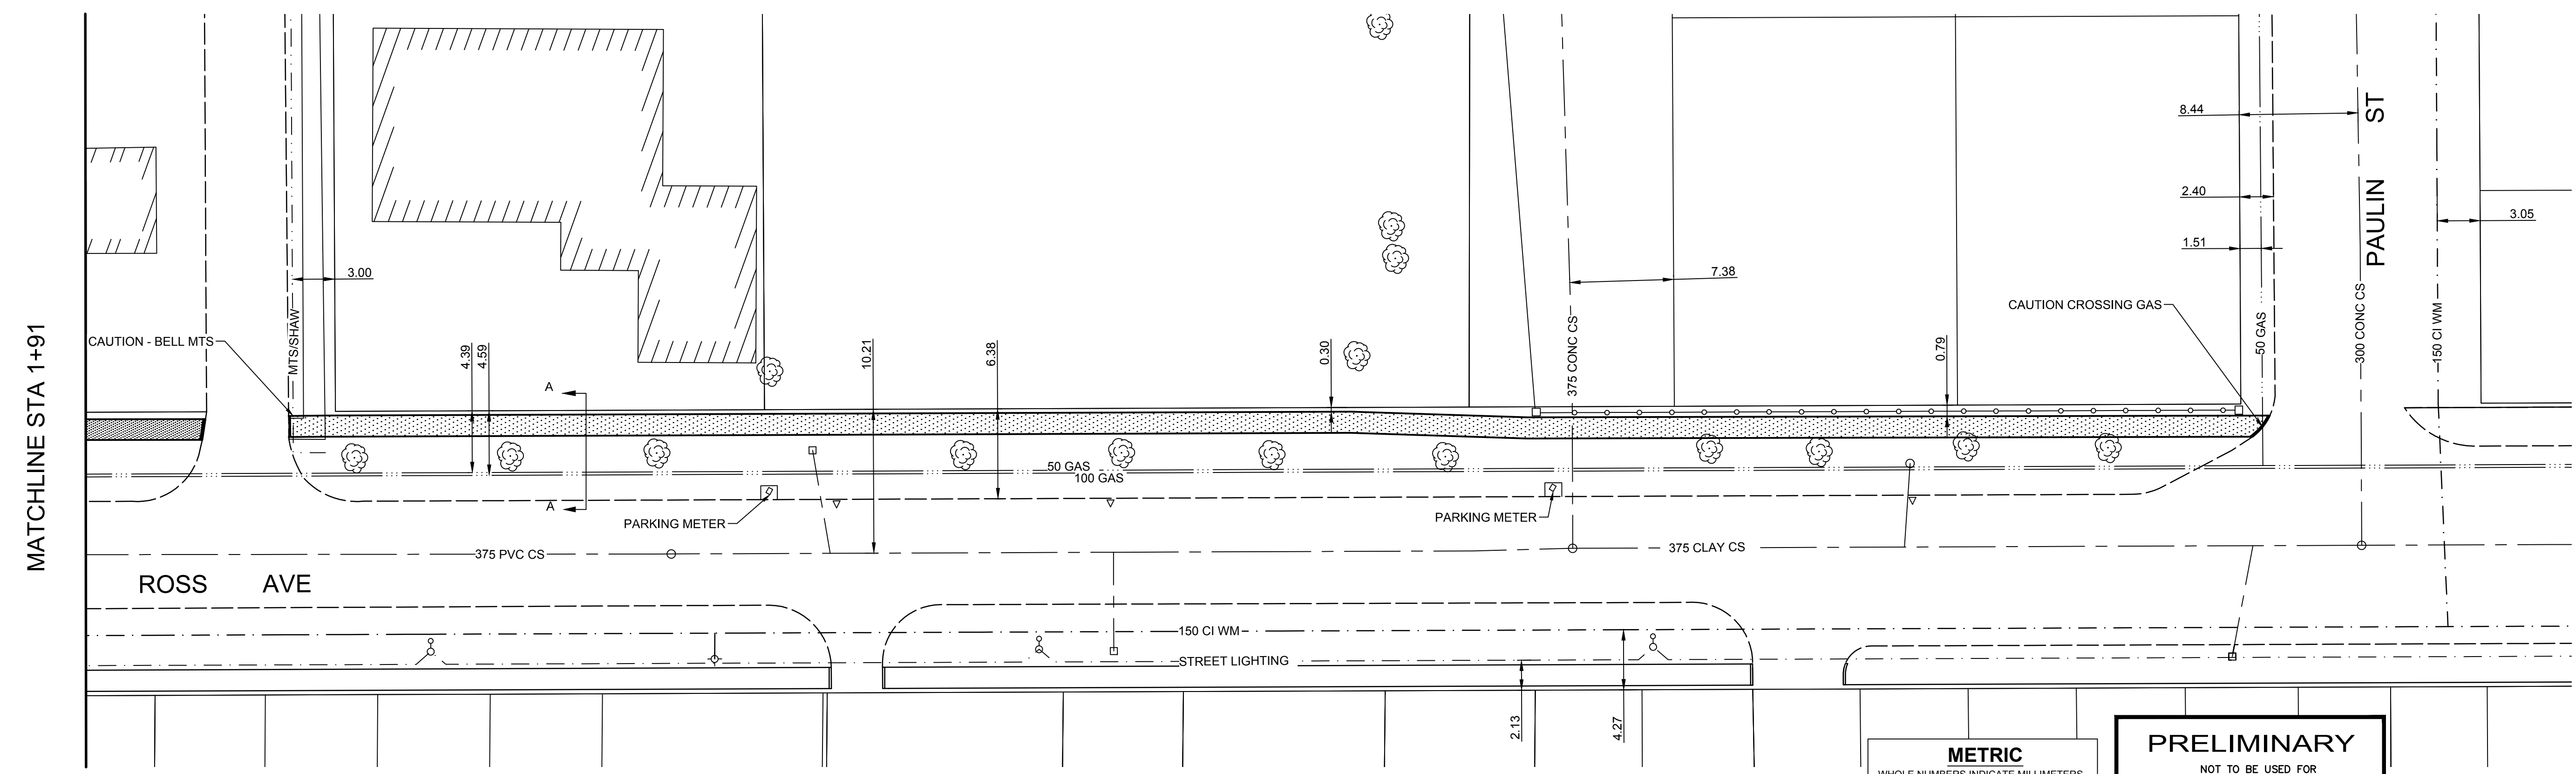 MATCHLINE STA 1+91
CAUTION - BELL MTS
MTS/SHAW
3.00
4.39
4.59
A
A
10.21
6.38
0.30
375 CONC CS
7.38
0.79
8.44
2.40
1.51
CAUTION CROSSING GAS
50 GAS
300 CONC CS
PAULIN ST
150 CI WM
3.05
50 GAS
100 GAS
PARKING METER
PARKING METER
375 PVC CS
375 CLAY CS
ROSS AVE
150 CI WM
STREET LIGHTING
2.13
4.27
METRIC
WHOLE NUMBERS INDICATE MILLIMETERS
PRELIMINARY
NOT TO BE USED FOR